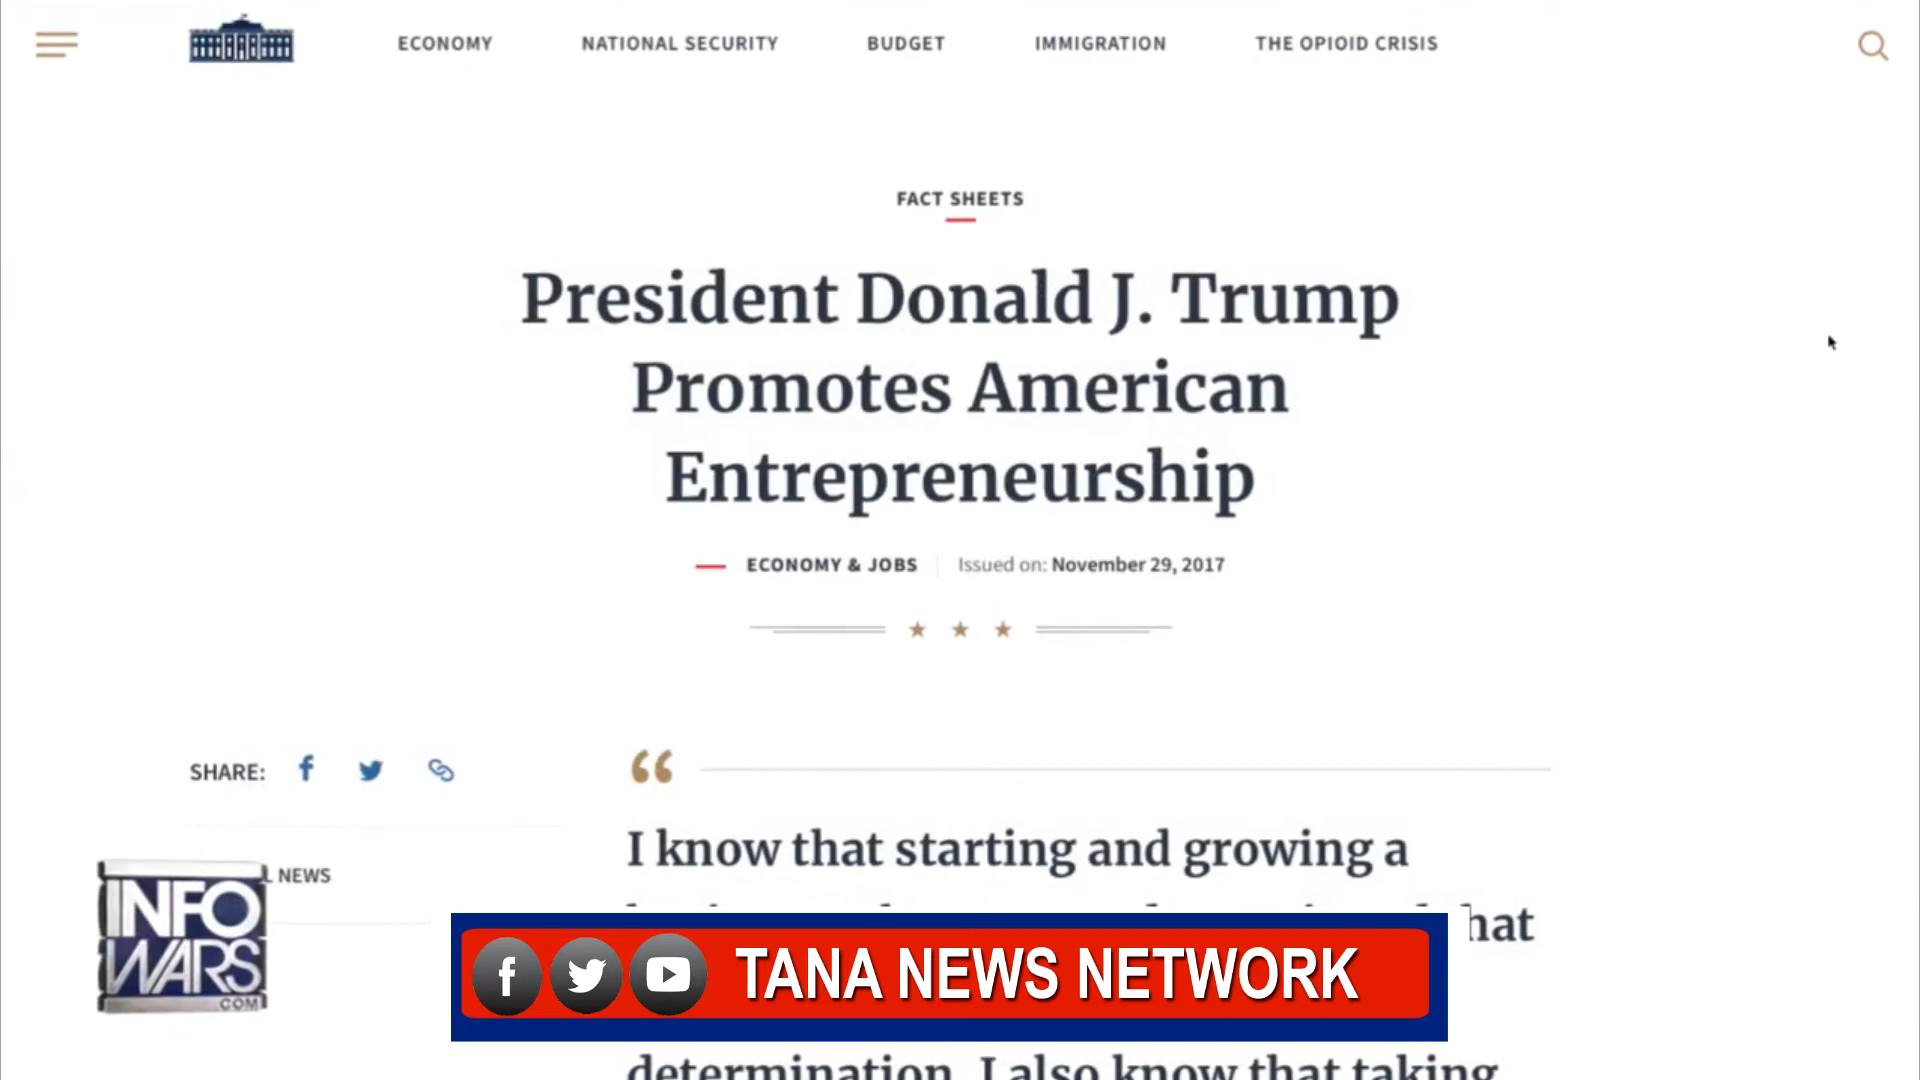 ECONOMY NATIONAL SECURITY BUDGET IMMIGRATION THE OPIOID CRISIS
FACT SHEETS
President Donald J. Trump
Promotes American
Entrepreneurship
ECONOMY & JOBS Issued on: November 29, 2017
SHARE:
“
I know that starting and growing a
L NEWS
hat
INFO
WARS
.COM
TANA NEWS NETWORK
determination. I also know that taking